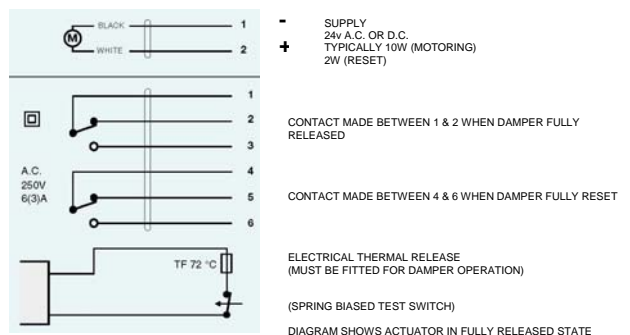 BLACK 1
M
WHITE 2
- SUPPLY
24v A.C. OR D.C.
+ TYPICALLY 10W (MOTORING)
2W (RESET)
1
2
3
A.C.
250V
6(3)A
4
5
6
CONTACT MADE BETWEEN 1 & 2 WHEN DAMPER FULLY
RELEASED
CONTACT MADE BETWEEN 4 & 6 WHEN DAMPER FULLY RESET
TF 72 °C
ELECTRICAL THERMAL RELEASE
(MUST BE FITTED FOR DAMPER OPERATION)
(SPRING BIASED TEST SWITCH)
DIAGRAM SHOWS ACTUATOR IN FULLY RELEASED STATE